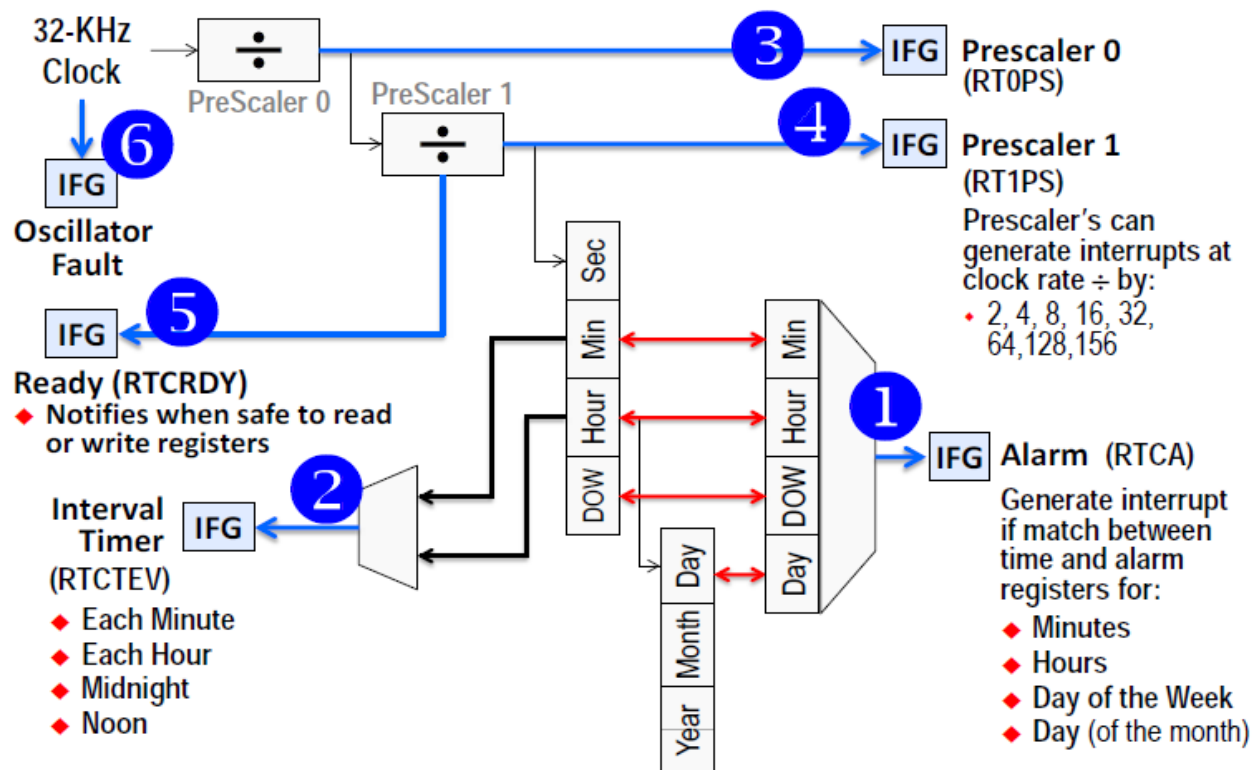 32-KHz
Clock
÷
PreScaler 0
3
IFG
Prescaler 0
(RT0PS)
PreScaler 1
÷
4
IFG
Prescaler 1
(RT1PS)
Prescaler's can
generate interrupts at
clock rate ÷ by:
2, 4, 8, 16, 32,
64,128,156
6
IFG
Oscillator
Fault
5
IFG
Ready (RTCRDY)
Notifies when safe to read
or write registers
Sec
Min
Hour
DOW
Day
Month
Year
Min
Hour
DOW
Day
1
IFG
Alarm (RTCA)
Generate interrupt
if match between
time and alarm
registers for:
Minutes
Hours
Day of the Week
Day (of the month)
2
IFG
Interval
Timer
(RTCTEV)
Each Minute
Each Hour
Midnight
Noon